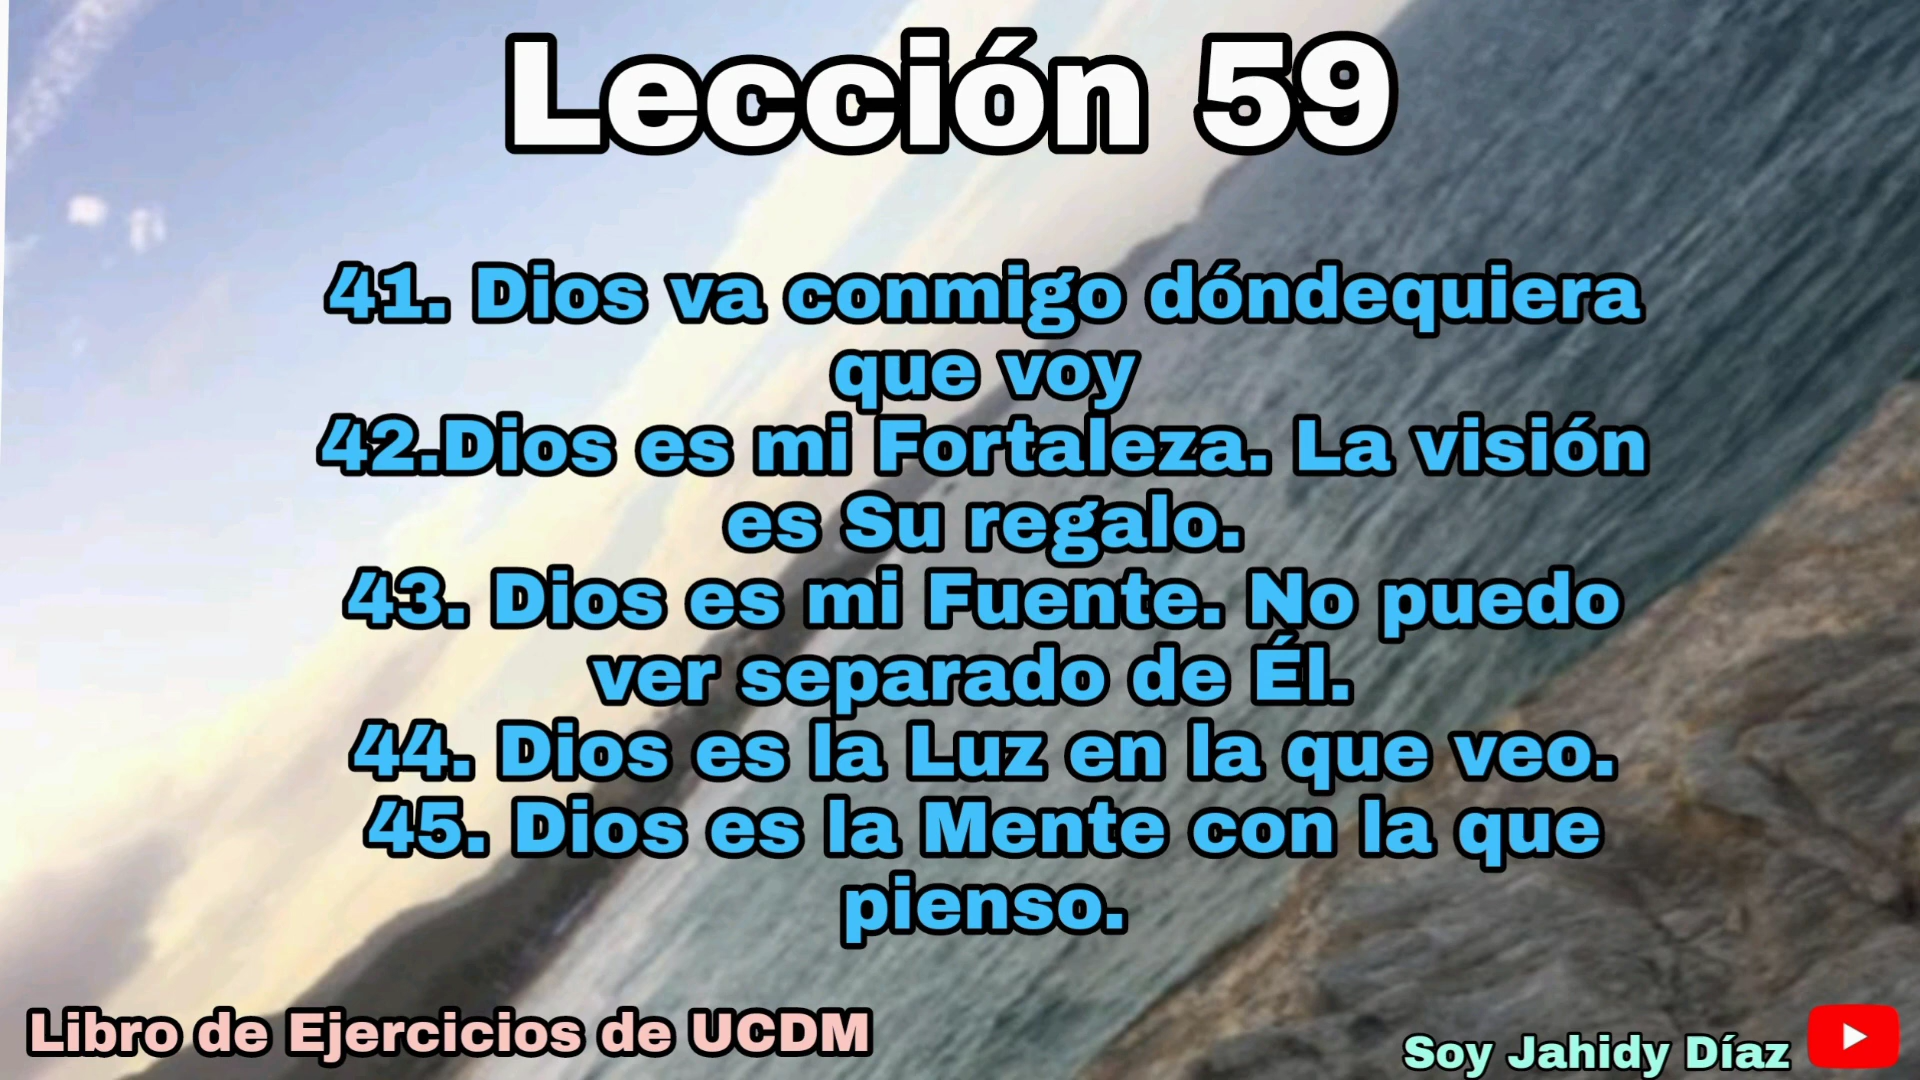 Lección 59
41. Dios va conmigo dóndequiera
que voy
42.Dios es mi Fortaleza. La visión
es Su regalo.
43. Dios es mi Fuente. No puedo
ver separado de Él.
44. Dios es la Luz en la que veo.
45. Dios es la Mente con la que
pienso.
Libro de Ejercicios de UCDM
Soy Jahidy Díaz